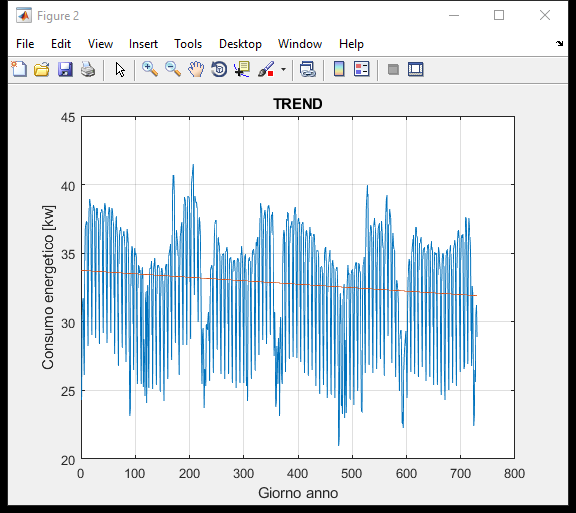 Figure 2
File Edit View Insert Tools Desktop Window Help
TREND
45
40
35
30
25
20
Consumo energetico [kw]
0 100 200 300 400 500 600 700 800
Giorno anno